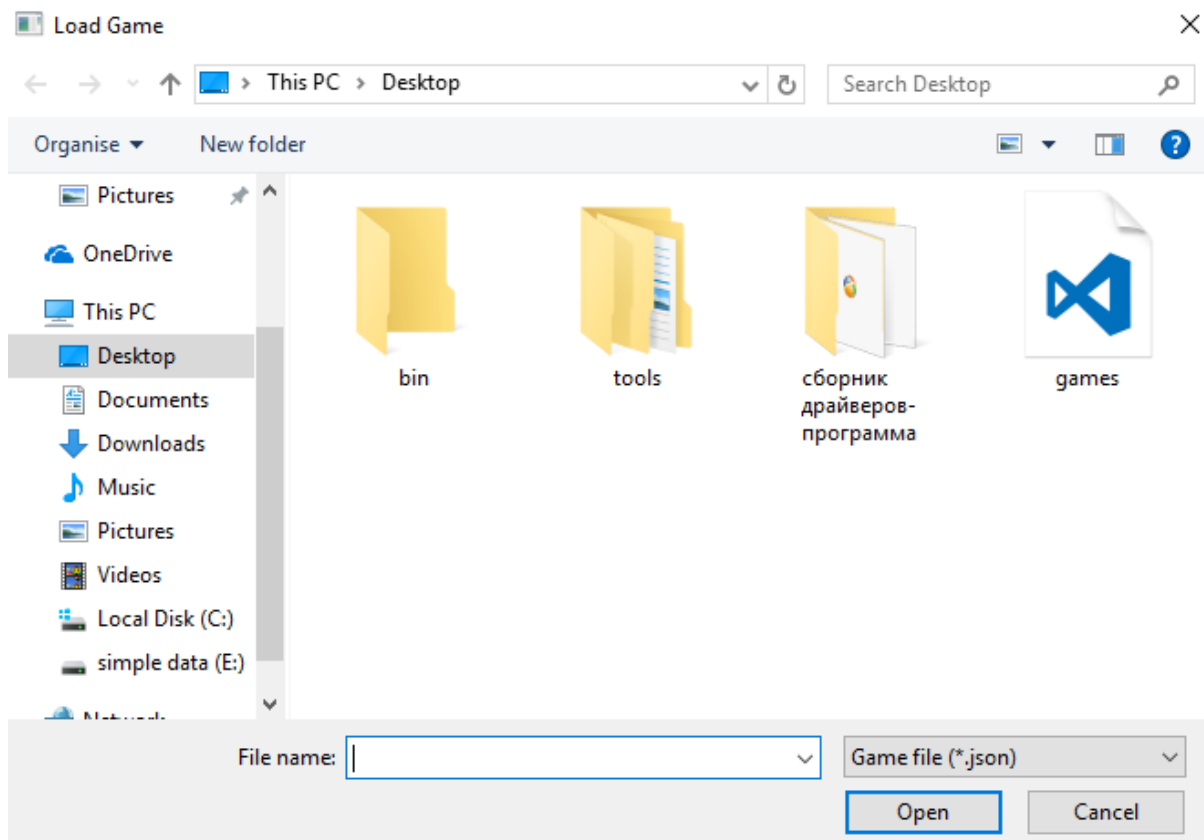 Load Game
This PC > Desktop
Search Desktop
Organise
New folder
Pictures
OneDrive
This PC
Desktop
Documents
Downloads
Music
Pictures
Videos
Local Disk (C:)
simple data (E:)
Network
bin
tools
сборник
драйверов-
программа
games
File name:
Game file (*.json)
Open
Cancel